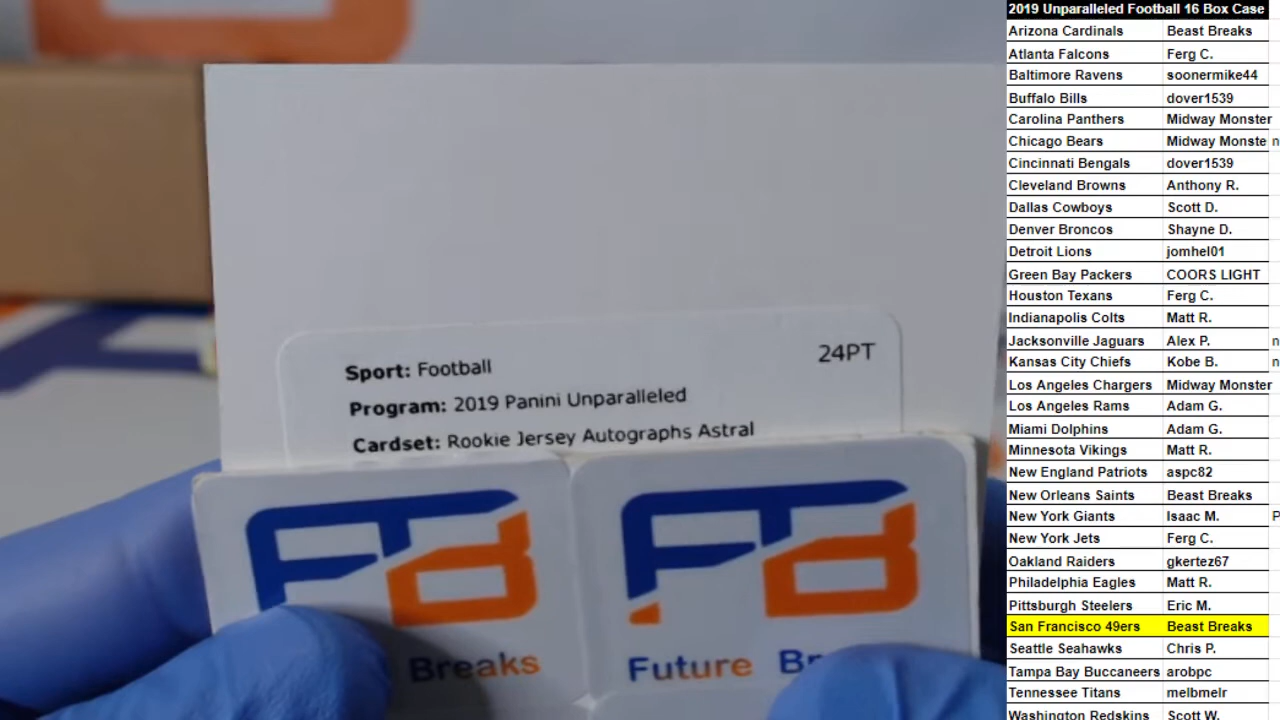 Sport: Football
24PT
Program: 2019 Panini Unparalleled
Cardset: Rookie Jersey Autographs Astral
Breaks
Future Br
2019 Unparalleled Football 16 Box Case
Arizona Cardinals Beast Breaks
Atlanta Falcons Ferg C.
Baltimore Ravens soonermike44
Buffalo Bills dover1539
Carolina Panthers Midway Monster
Chicago Bears Midway Monste n
Cincinnati Bengals dover1539
Cleveland Browns Anthony R.
Dallas Cowboys Scott D.
Denver Broncos Shayne D.
Detroit Lions jomhel01
Green Bay Packers COORS LIGHT
Houston Texans Ferg C.
Indianapolis Colts Matt R.
Jacksonville Jaguars Alex P. n
Kansas City Chiefs Kobe B. n
Los Angeles Chargers Midway Monster
Los Angeles Rams Adam G.
Miami Dolphins Adam G.
Minnesota Vikings Matt R.
New England Patriots aspc82
New Orleans Saints Beast Breaks
New York Giants Isaac M. P
New York Jets Ferg C.
Oakland Raiders gkertez67
Philadelphia Eagles Matt R.
Pittsburgh Steelers Eric M.
San Francisco 49ers Beast Breaks
Seattle Seahawks Chris P.
Tampa Bay Buccaneers arobpc
Tennessee Titans melbmelr
Washington Redskins Scott W.